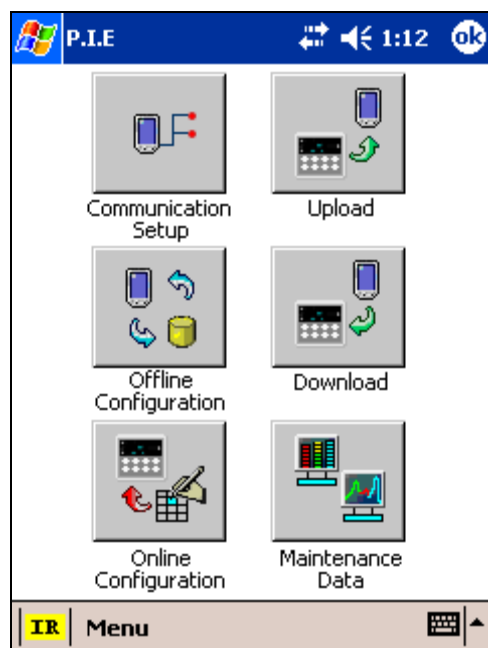 P.I.E 1:12 ok
Communication Setup
Upload
Offline Configuration
Download
Online Configuration
Maintenance Data
IR Menu